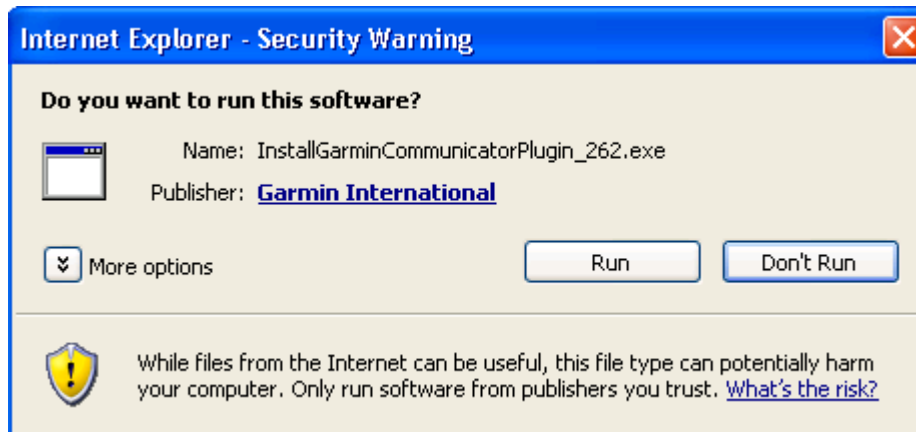 Internet Explorer - Security Warning
Do you want to run this software?
Name: InstallGarminCommunicatorPlugin_262.exe
Publisher: Garmin International
More options
Run
Don't Run
While files from the Internet can be useful, this file type can potentially harm
your computer. Only run software from publishers you trust. What's the risk?